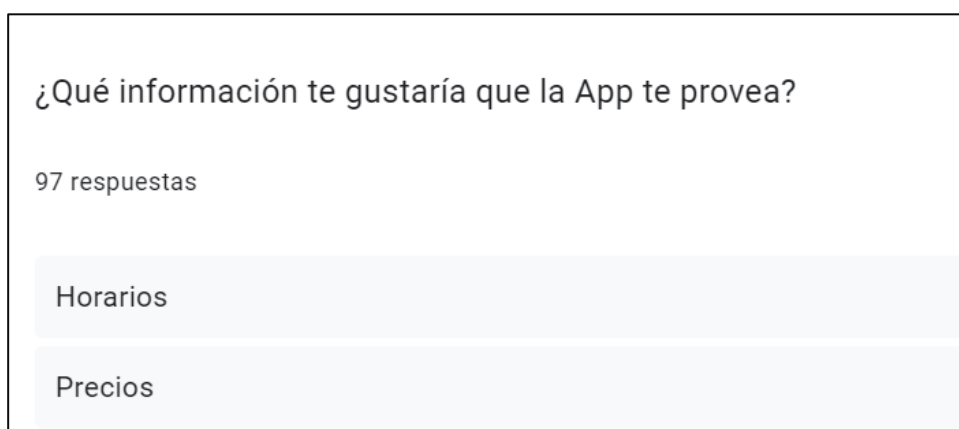 ¿Qué información te gustaría que la App te provea?
97 respuestas
Horarios
Precios